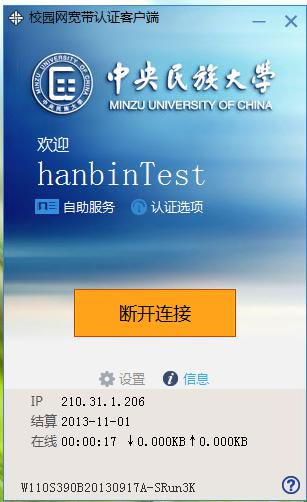 校园网宽带认证客户端
中央民族大学
MINZU UNIVERSITY OF CHINA
欢迎
hanbinTest
自助服务 认证选项
断开连接
设置 信息
IP 210.31.1.206
结算 2013-11-01
在线 00:00:17 ↓0.000KB↑0.000KB
W110S390B20130917A-SRun3K